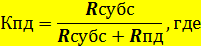 Кпд = Rсубс / (Rсубс + Rпд), где